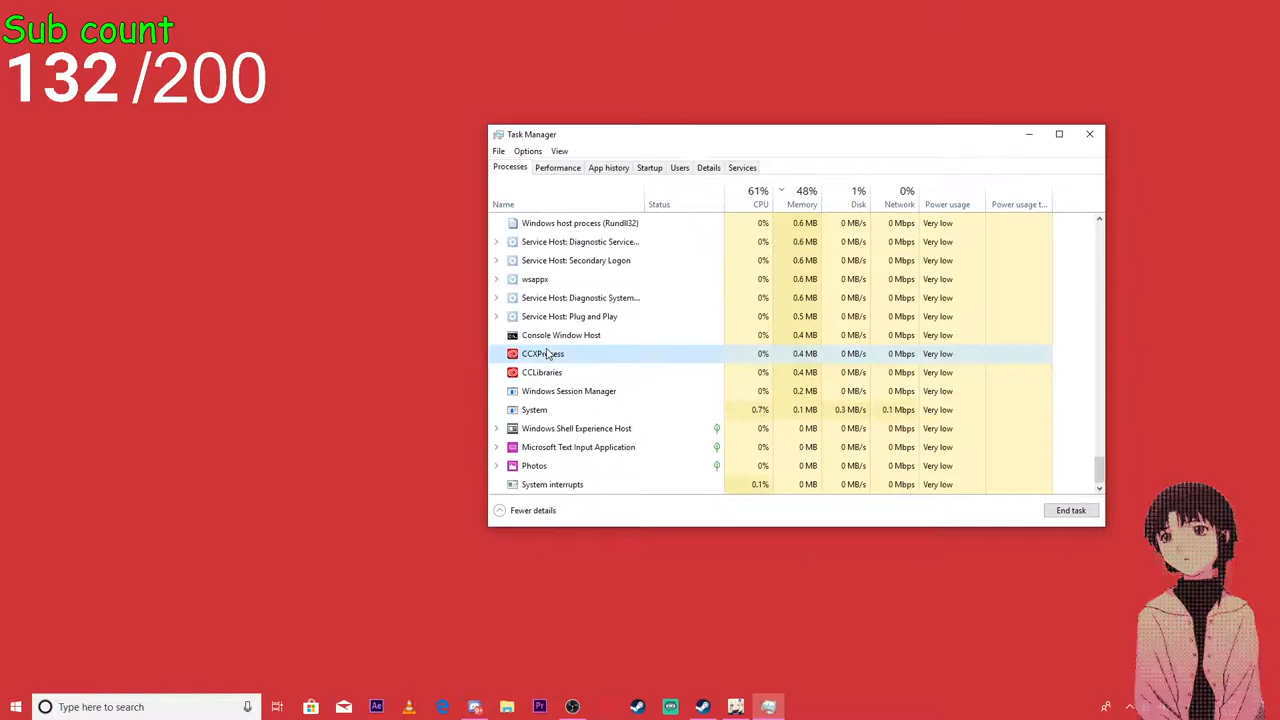 Sub count
132 /200
Task Manager
File Options View
Processes Performance App history Startup Users Details Services
61% 48% 1% 0%
Name Status CPU Memory Disk Network Power usage Power usage t...
Windows host process (Rundll32) 0% 0.6 MB 0 MB/s 0 Mbps Very low
Service Host: Diagnostic Service... 0% 0.6 MB 0 MB/s 0 Mbps Very low
Service Host: Secondary Logon 0% 0.6 MB 0 MB/s 0 Mbps Very low
wsappx 0% 0.6 MB 0 MB/s 0 Mbps Very low
Service Host: Diagnostic System... 0% 0.6 MB 0 MB/s 0 Mbps Very low
Service Host: Plug and Play 0% 0.5 MB 0 MB/s 0 Mbps Very low
Console Window Host 0% 0.4 MB 0 MB/s 0 Mbps Very low
CCXProcess 0% 0.4 MB 0 MB/s 0 Mbps Very low
CCLibraries 0% 0.4 MB 0 MB/s 0 Mbps Very low
Windows Session Manager 0% 0.2 MB 0 MB/s 0 Mbps Very low
System 0.7% 0.1 MB 0.3 MB/s 0.1 Mbps Very low
Windows Shell Experience Host 0% 0 MB 0 MB/s 0 Mbps Very low
Microsoft Text Input Application 0% 0 MB 0 MB/s 0 Mbps Very low
Photos 0% 0 MB 0 MB/s 0 Mbps Very low
System interrupts 0.1% 0 MB 0 MB/s 0 Mbps Very low
Fewer details End task
Type here to search Ae Pr